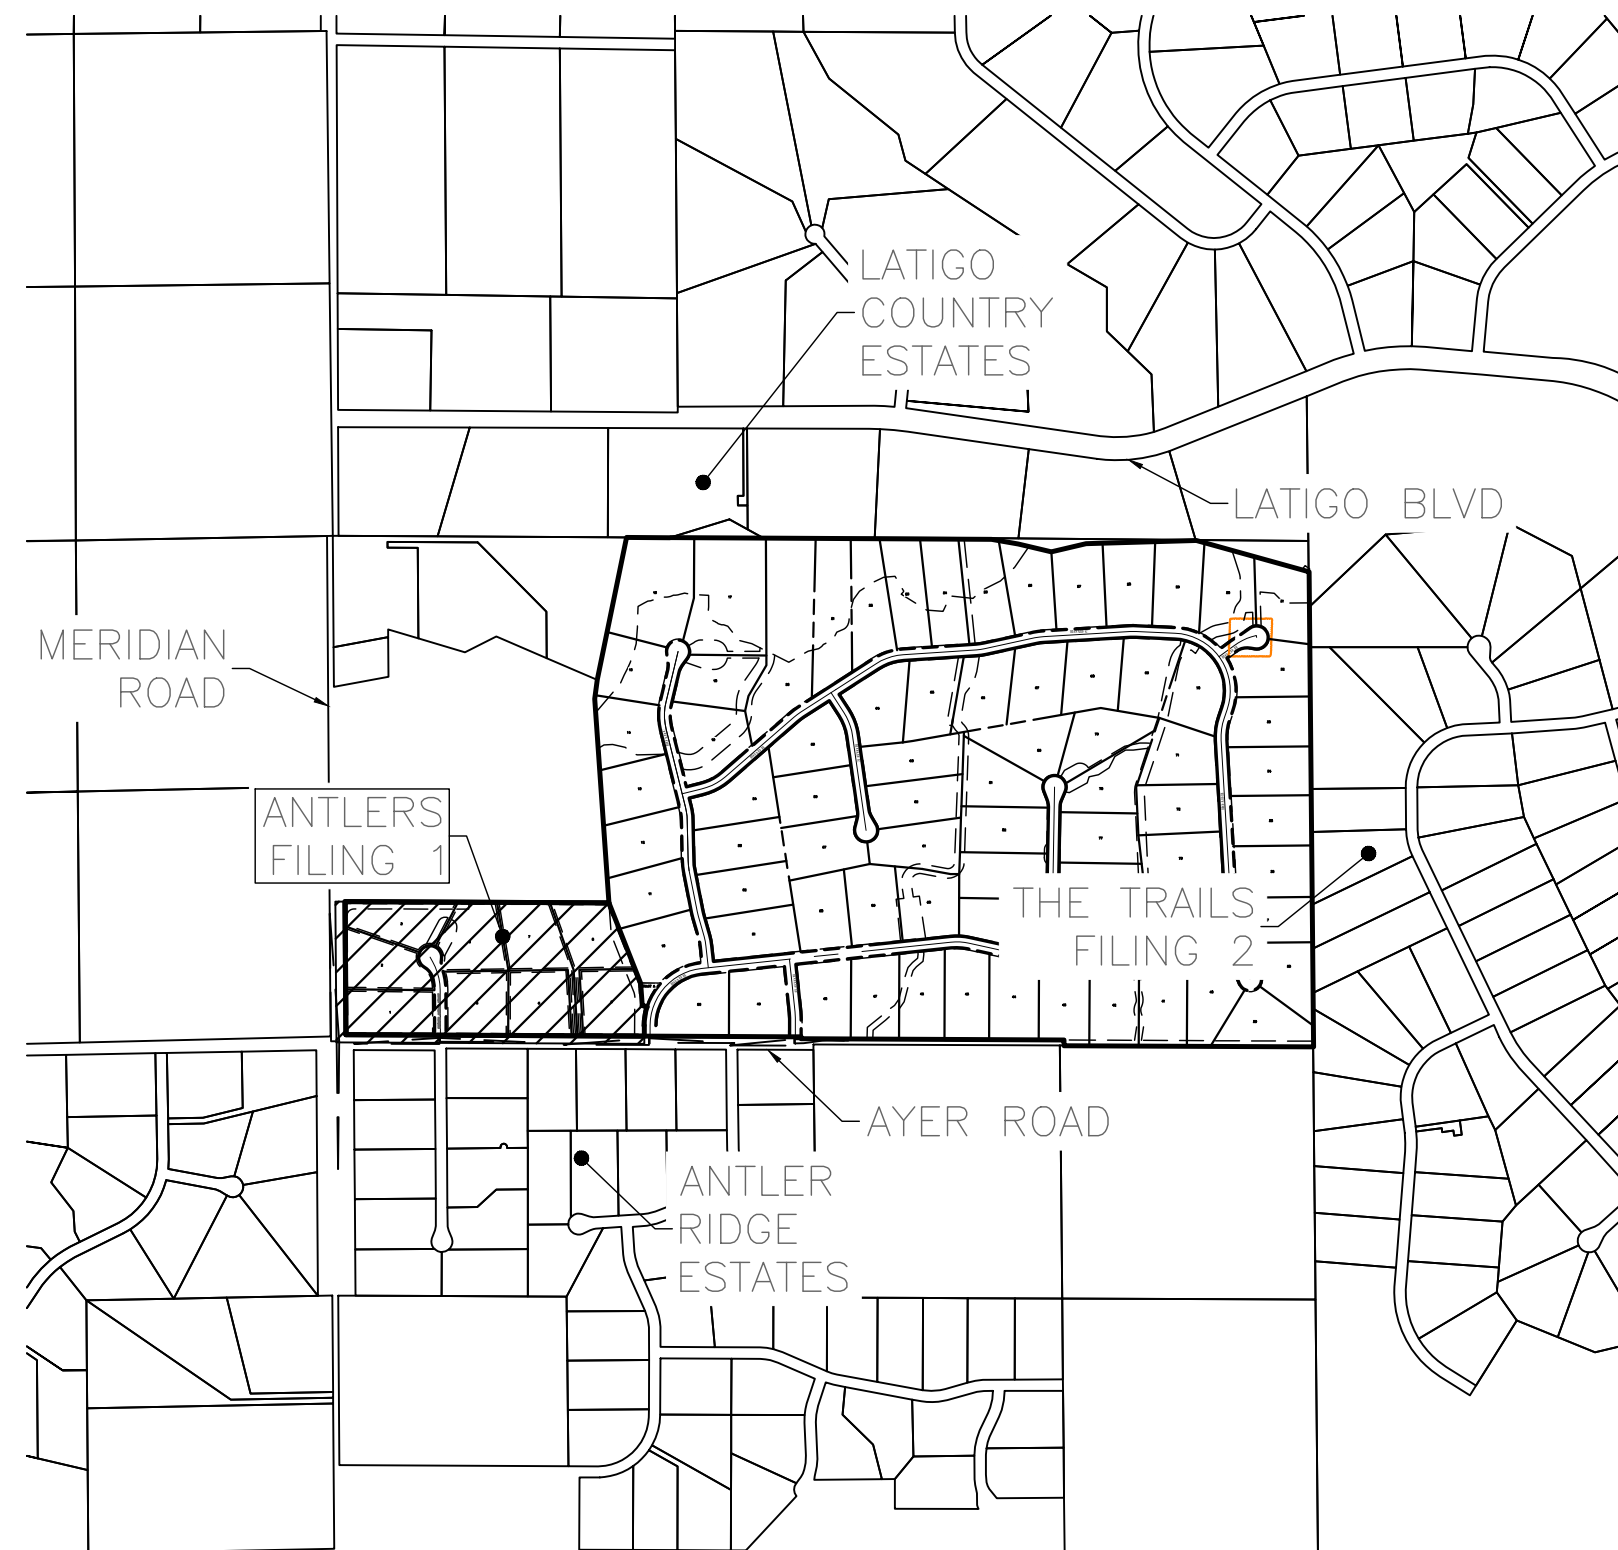 LATIGO
COUNTRY
ESTATES
LATIGO BLVD
MERIDIAN
ROAD
ANTLERS
FILING 1
THE TRAILS
FILING 2
AYER ROAD
ANTLER
RIDGE
ESTATES